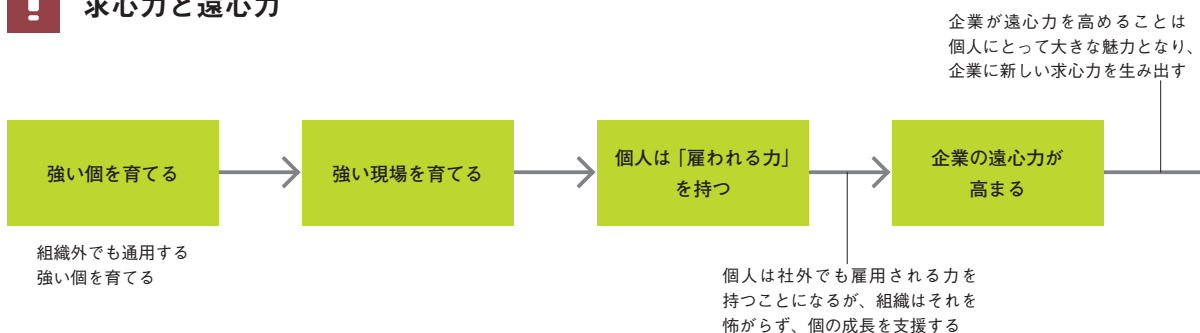 求心力と遠心力
企業が遠心力を高めることは
個人にとって大きな魅力となり、
企業に新しい求心力を生み出す
強い個を育てる
強い現場を育てる
個人は「雇われる力」
を持つ
企業の遠心力が
高まる
組織外でも通用する
強い個を育てる
個人は社外でも雇用される力を
持つことになるが、組織はそれを
怖がらず、個の成長を支援する